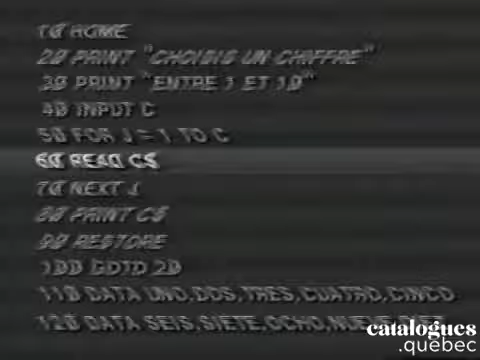 10 HOME
20 PRINT "CHOISIS UN CHIFFRE"
30 PRINT "ENTRE 1 ET 10"
40 INPUT C
50 FOR J = 1 TO C
60 READ C$
70 NEXT J
80 PRINT C$
90 RESTORE
100 GOTO 20
110 DATA UNO,DOS,TRES,CUATRO,CINCO
120 DATA SEIS,SIETE,OCHO,NUEVE,
catalogues
.québec